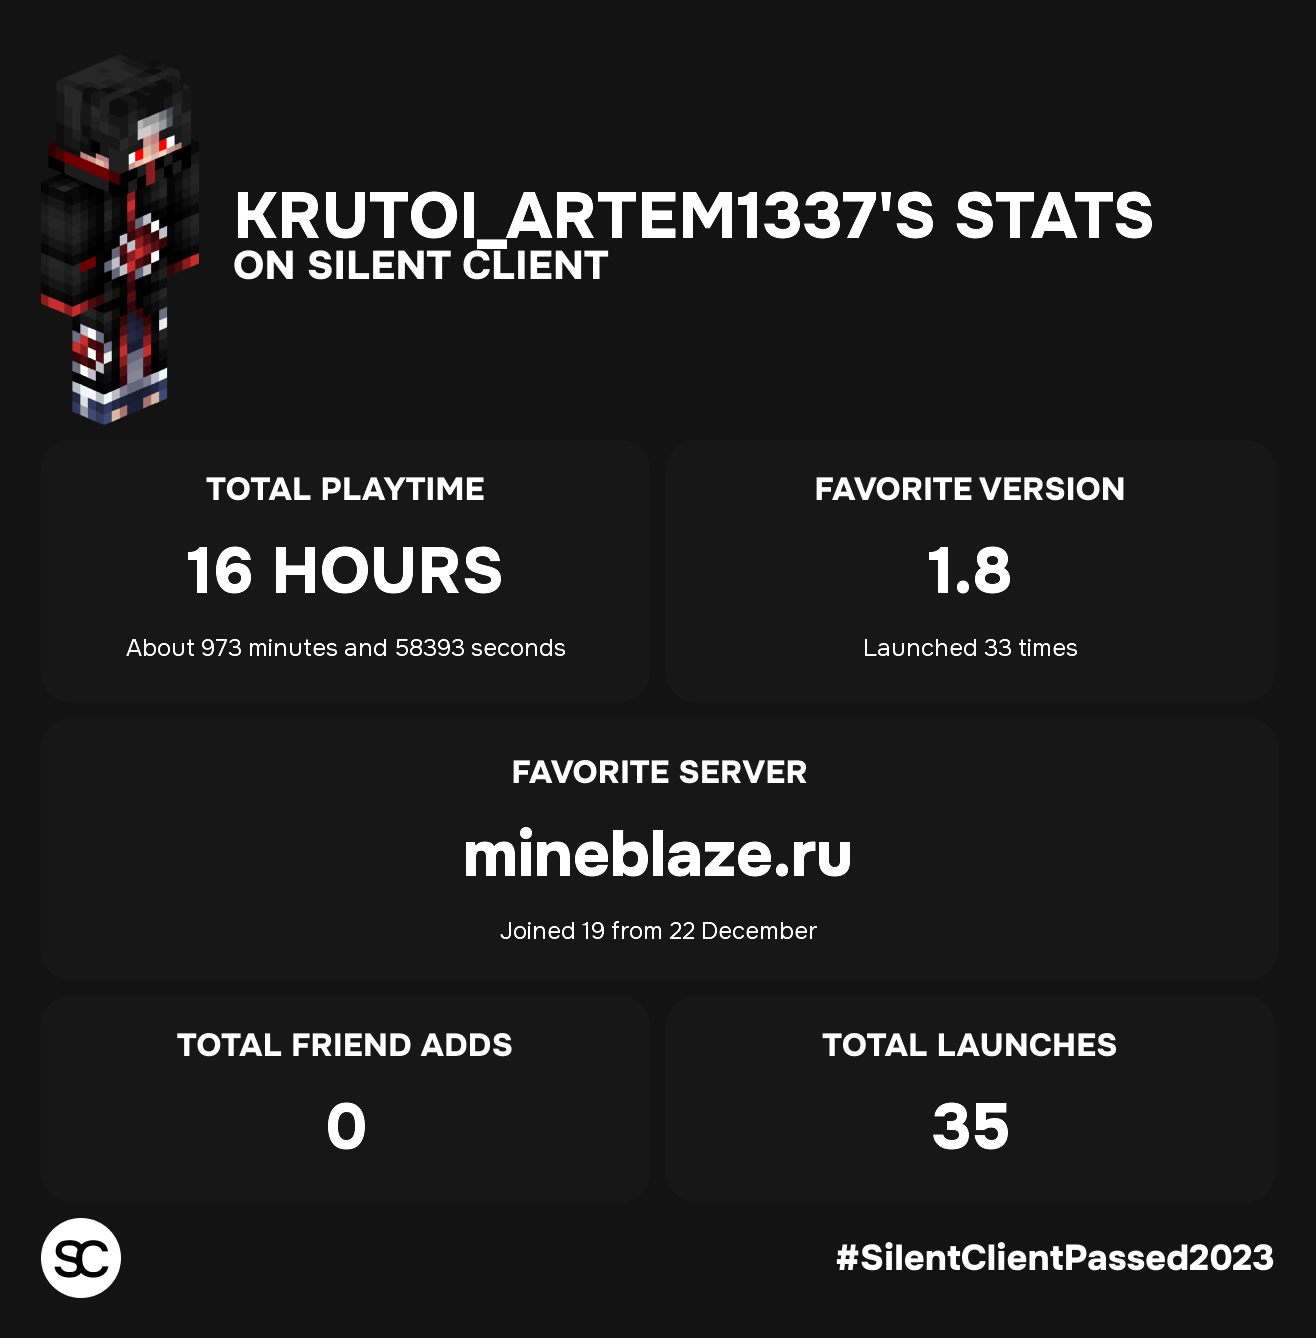 KRUTOI_ARTEM1337'S STATS
ON SILENT CLIENT
TOTAL PLAYTIME
16 HOURS
About 973 minutes and 58393 seconds
FAVORITE VERSION
1.8
Launched 33 times
FAVORITE SERVER
mineblaze.ru
Joined 19 from 22 December
TOTAL FRIEND ADDS
0
TOTAL LAUNCHES
35
SC
#SilentClientPassed2023